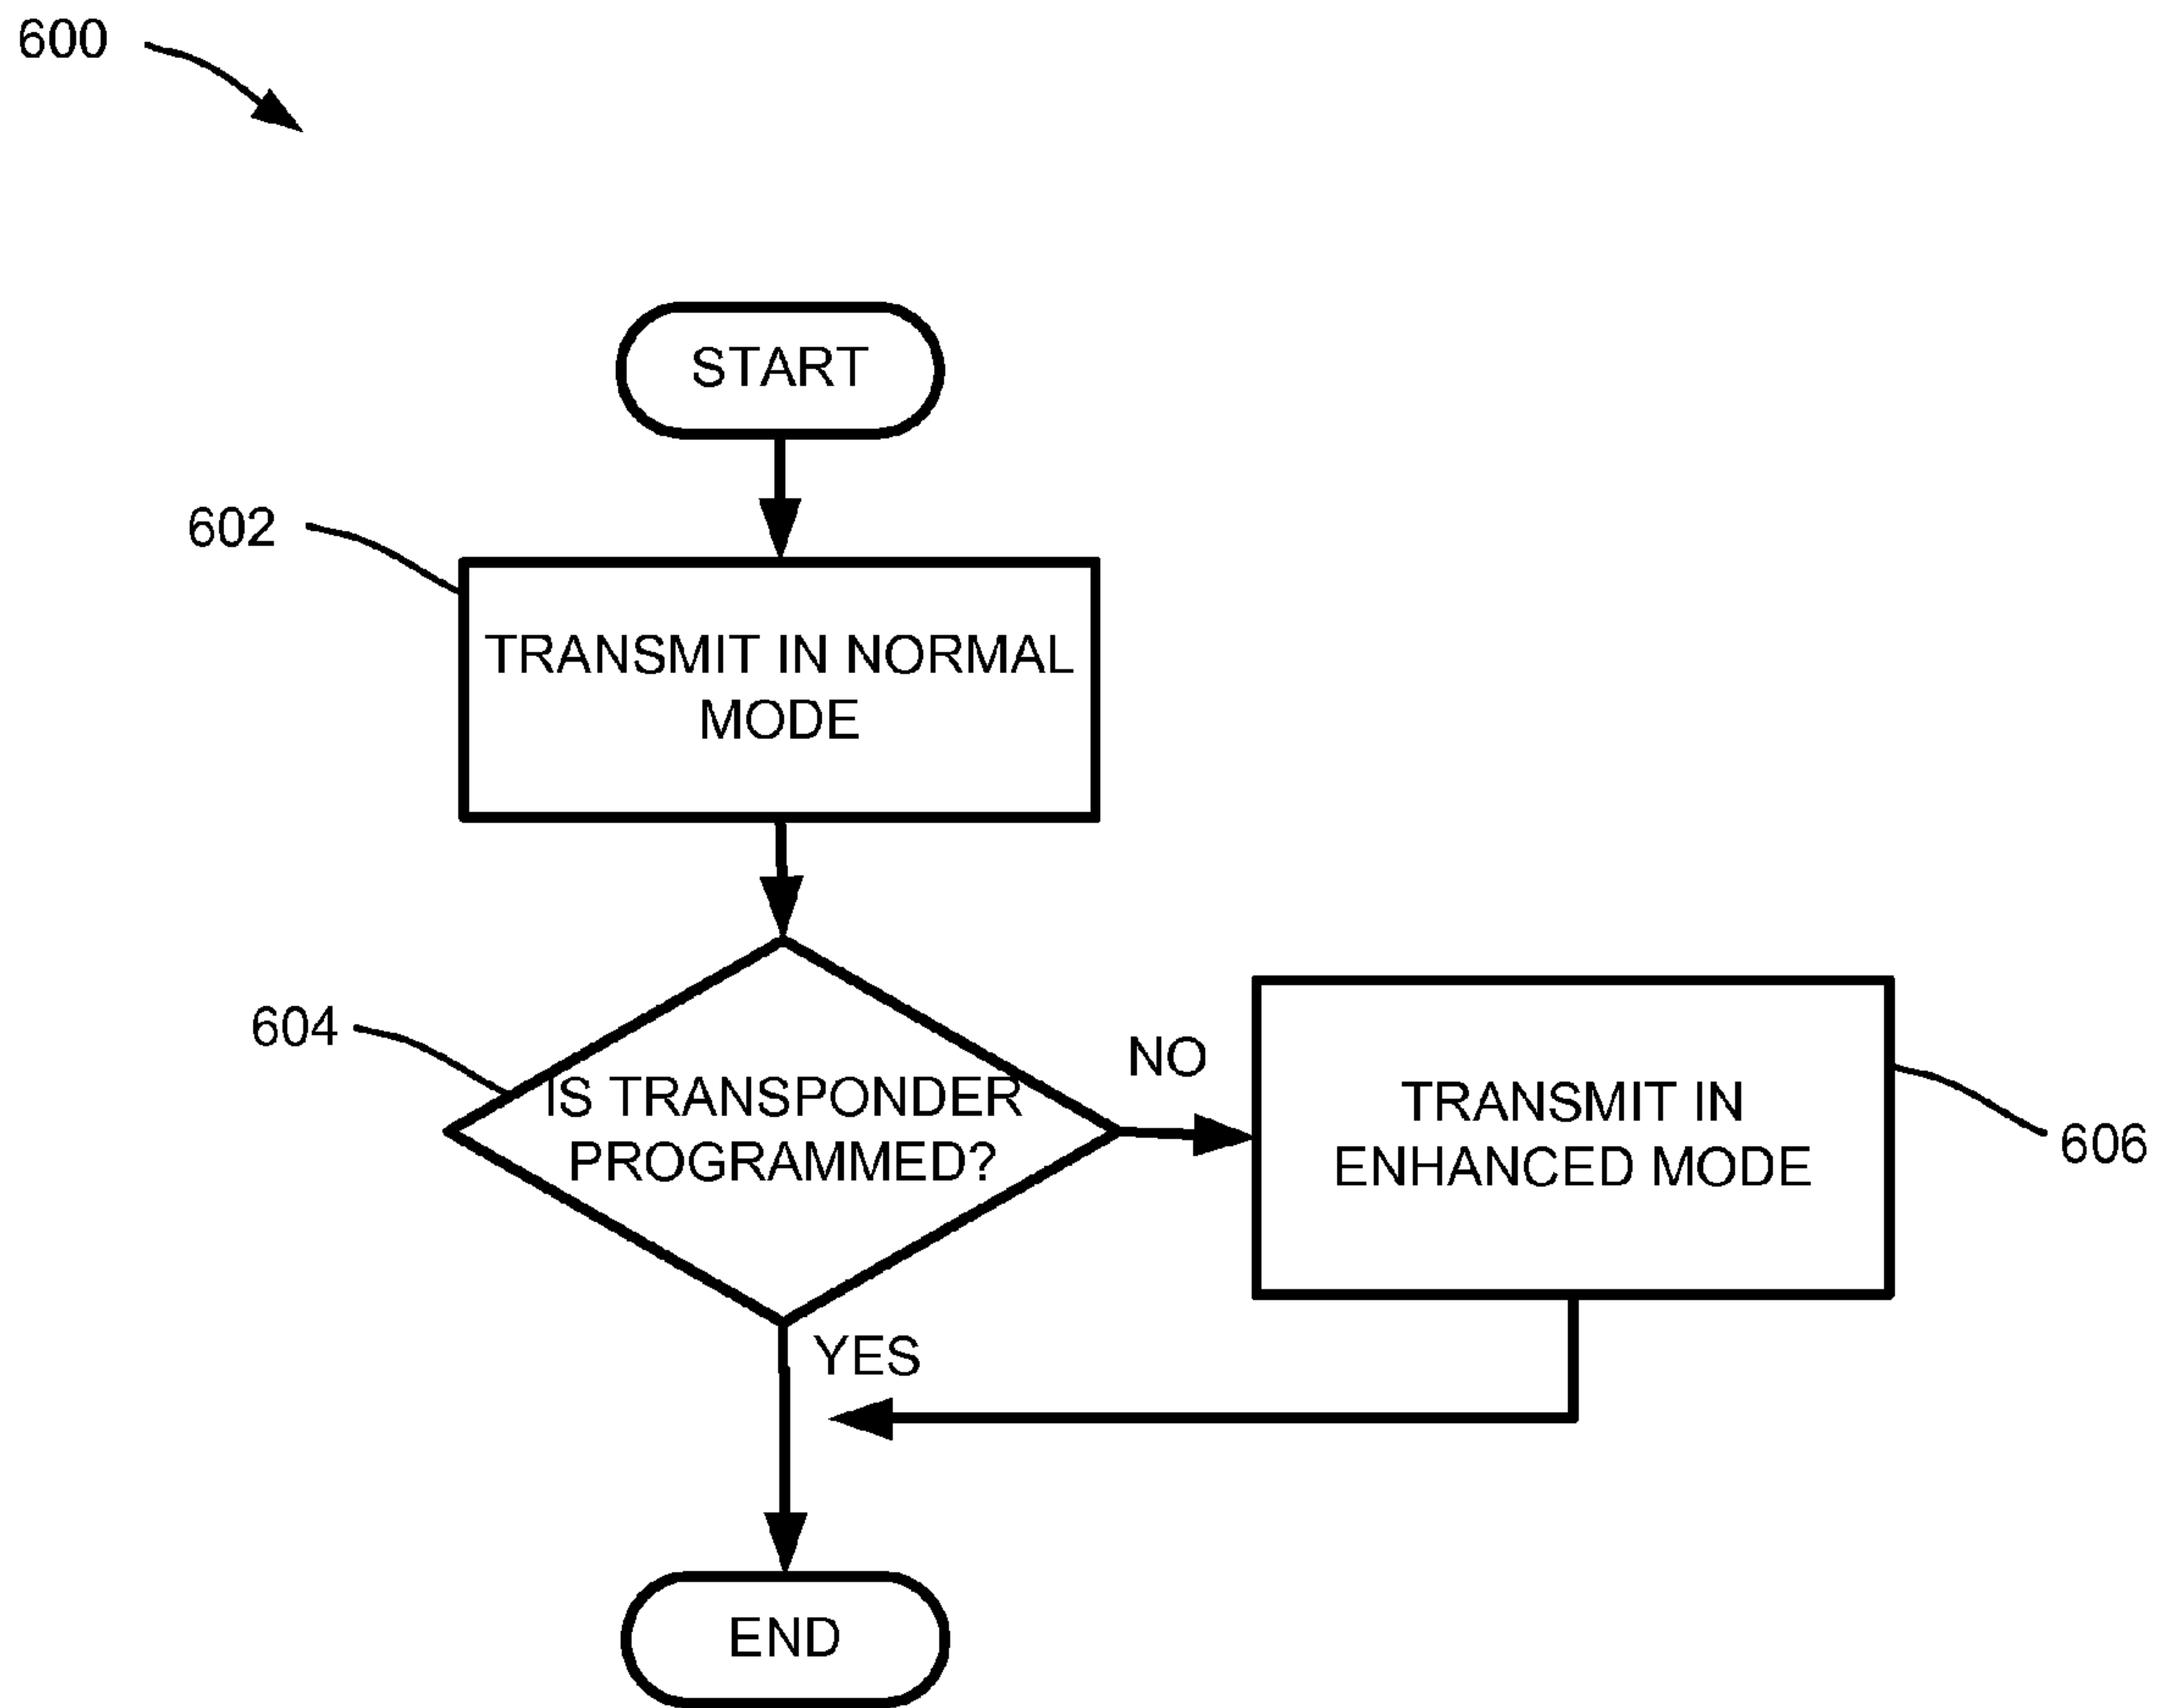 600
START
602
TRANSMIT IN NORMAL
MODE
604
IS TRANSPONDER
PROGRAMMED?
NO
TRANSMIT IN
ENHANCED MODE
606
YES
END